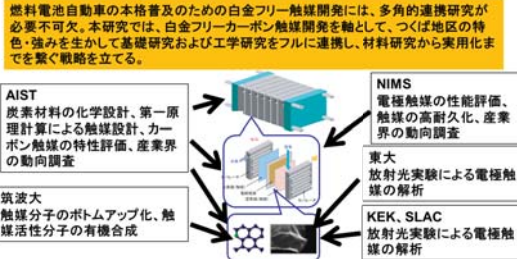 燃料電池自動車の本格普及のための白金フリー触媒開発には、多角的連携研究が
必要不可欠。本研究では、白金フリーカーボン触媒開発を軸として、つくば地区の特
色・強みを生かして基礎研究および工学研究をフルに連携し、材料研究から実用化ま
でを繋ぐ戦略を立てる。
AIST
炭素材料の化学設計、第一原
理計算による触媒設計、カー
ボン触媒の特性評価、産業界
の動向調査
筑波大
触媒分子のボトムアップ化、触
媒活性分子の有機合成
NIMS
電極触媒の性能評価、
触媒の高耐久化、産業
界の動向調査
東大
放射光実験による電極触
媒の解析
KEK、SLAC
放射光実験による電極触
媒の解析